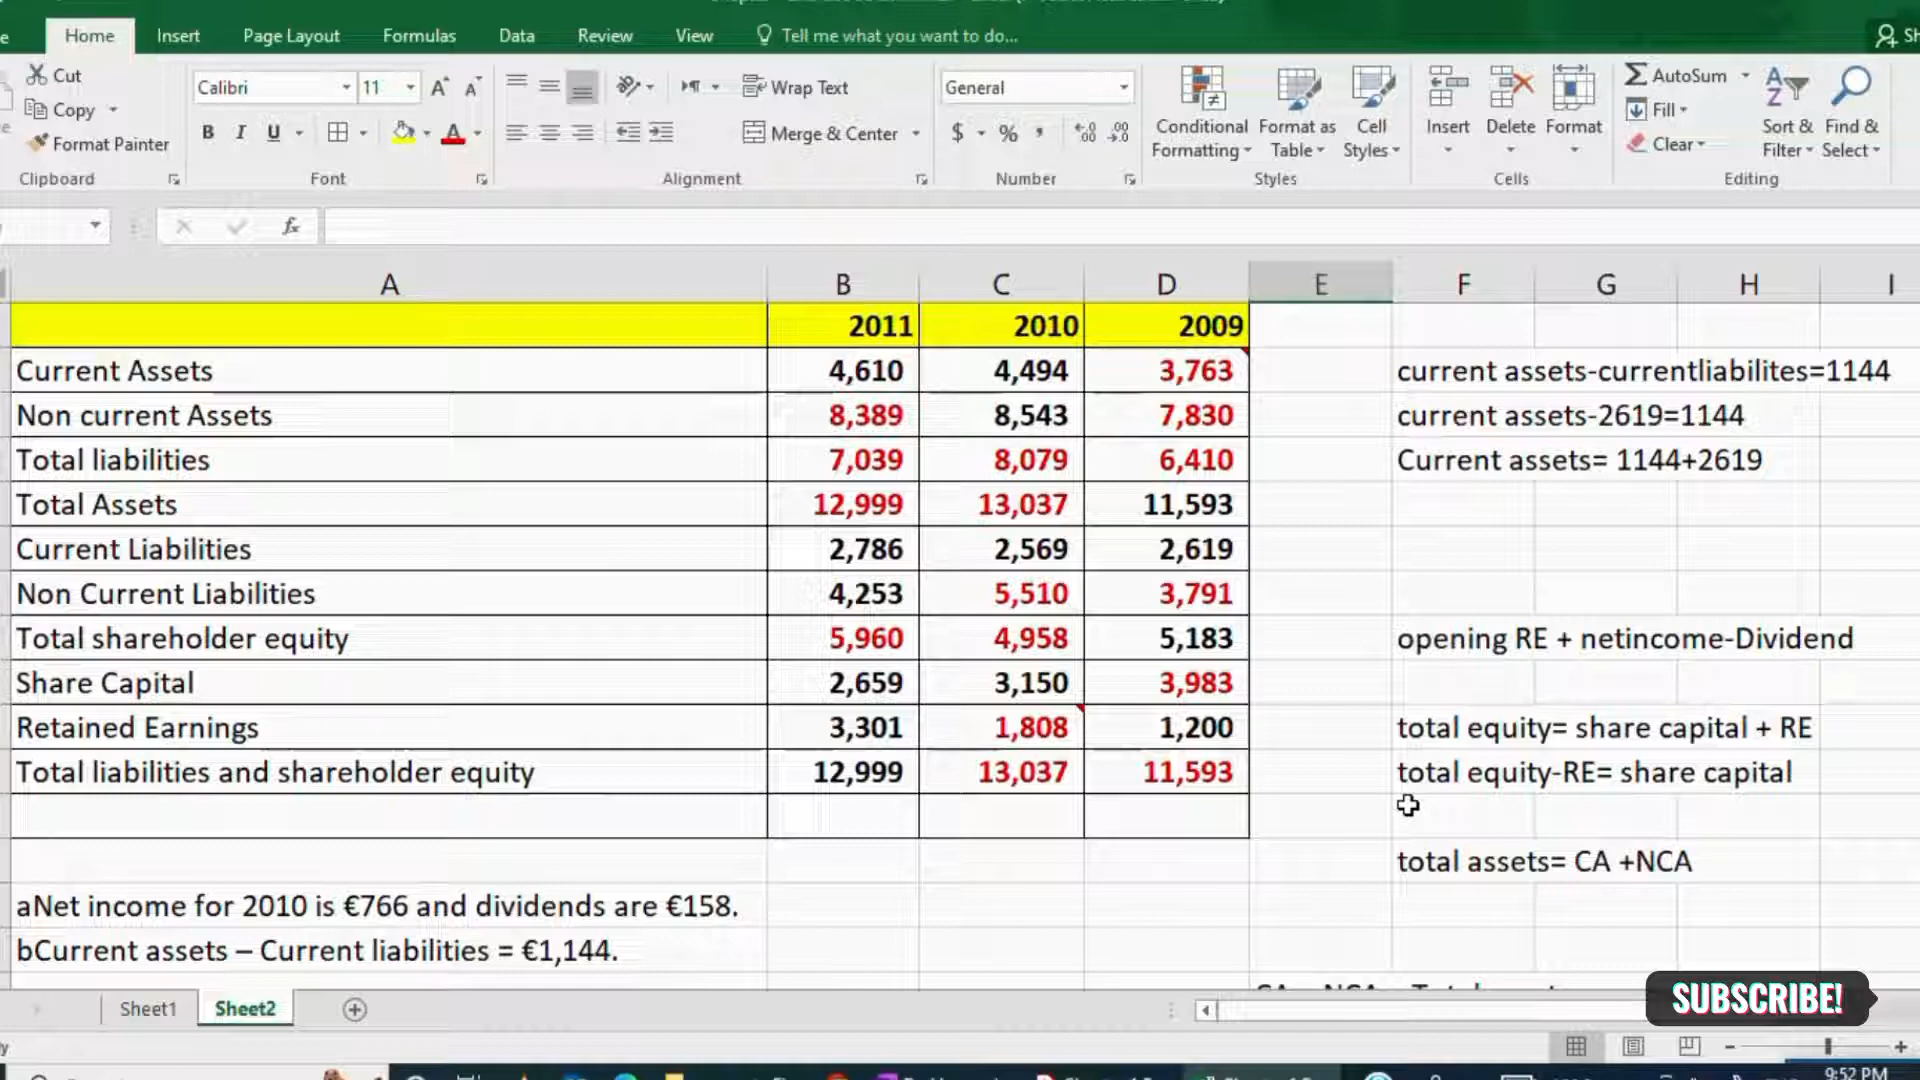 Home Insert Page Layout Formulas Data Review View Tell me what you want to do...
Cut
Copy
Format Painter
Clipboard
Calibri 11
B I U
Font
Wrap Text
Merge & Center
Alignment
General
$ %
Number
Conditional Formatting
Format as Table
Cell Styles
Styles
Insert Delete Format
Cells
AutoSum
Fill
Clear
Sort & Filter
Find & Select
Editing
fx
A B C D E F G H I
2011 2010 2009
Current Assets 4,610 4,494 3,763 current assets-currentliabilites=1144
Non current Assets 8,389 8,543 7,830 current assets-2619=1144
Total liabilities 7,039 8,079 6,410 Current assets= 1144+2619
Total Assets 12,999 13,037 11,593
Current Liabilities 2,786 2,569 2,619
Non Current Liabilities 4,253 5,510 3,791
Total shareholder equity 5,960 4,958 5,183 opening RE + netincome-Dividend
Share Capital 2,659 3,150 3,983
Retained Earnings 3,301 1,808 1,200 total equity= share capital + RE
Total liabilities and shareholder equity 12,999 13,037 11,593 total equity-RE= share capital
total assets= CA +NCA
aNet income for 2010 is €766 and dividends are €158.
bCurrent assets – Current liabilities = €1,144.
Sheet1 Sheet2
SUBSCRIBE!
9:52 PM